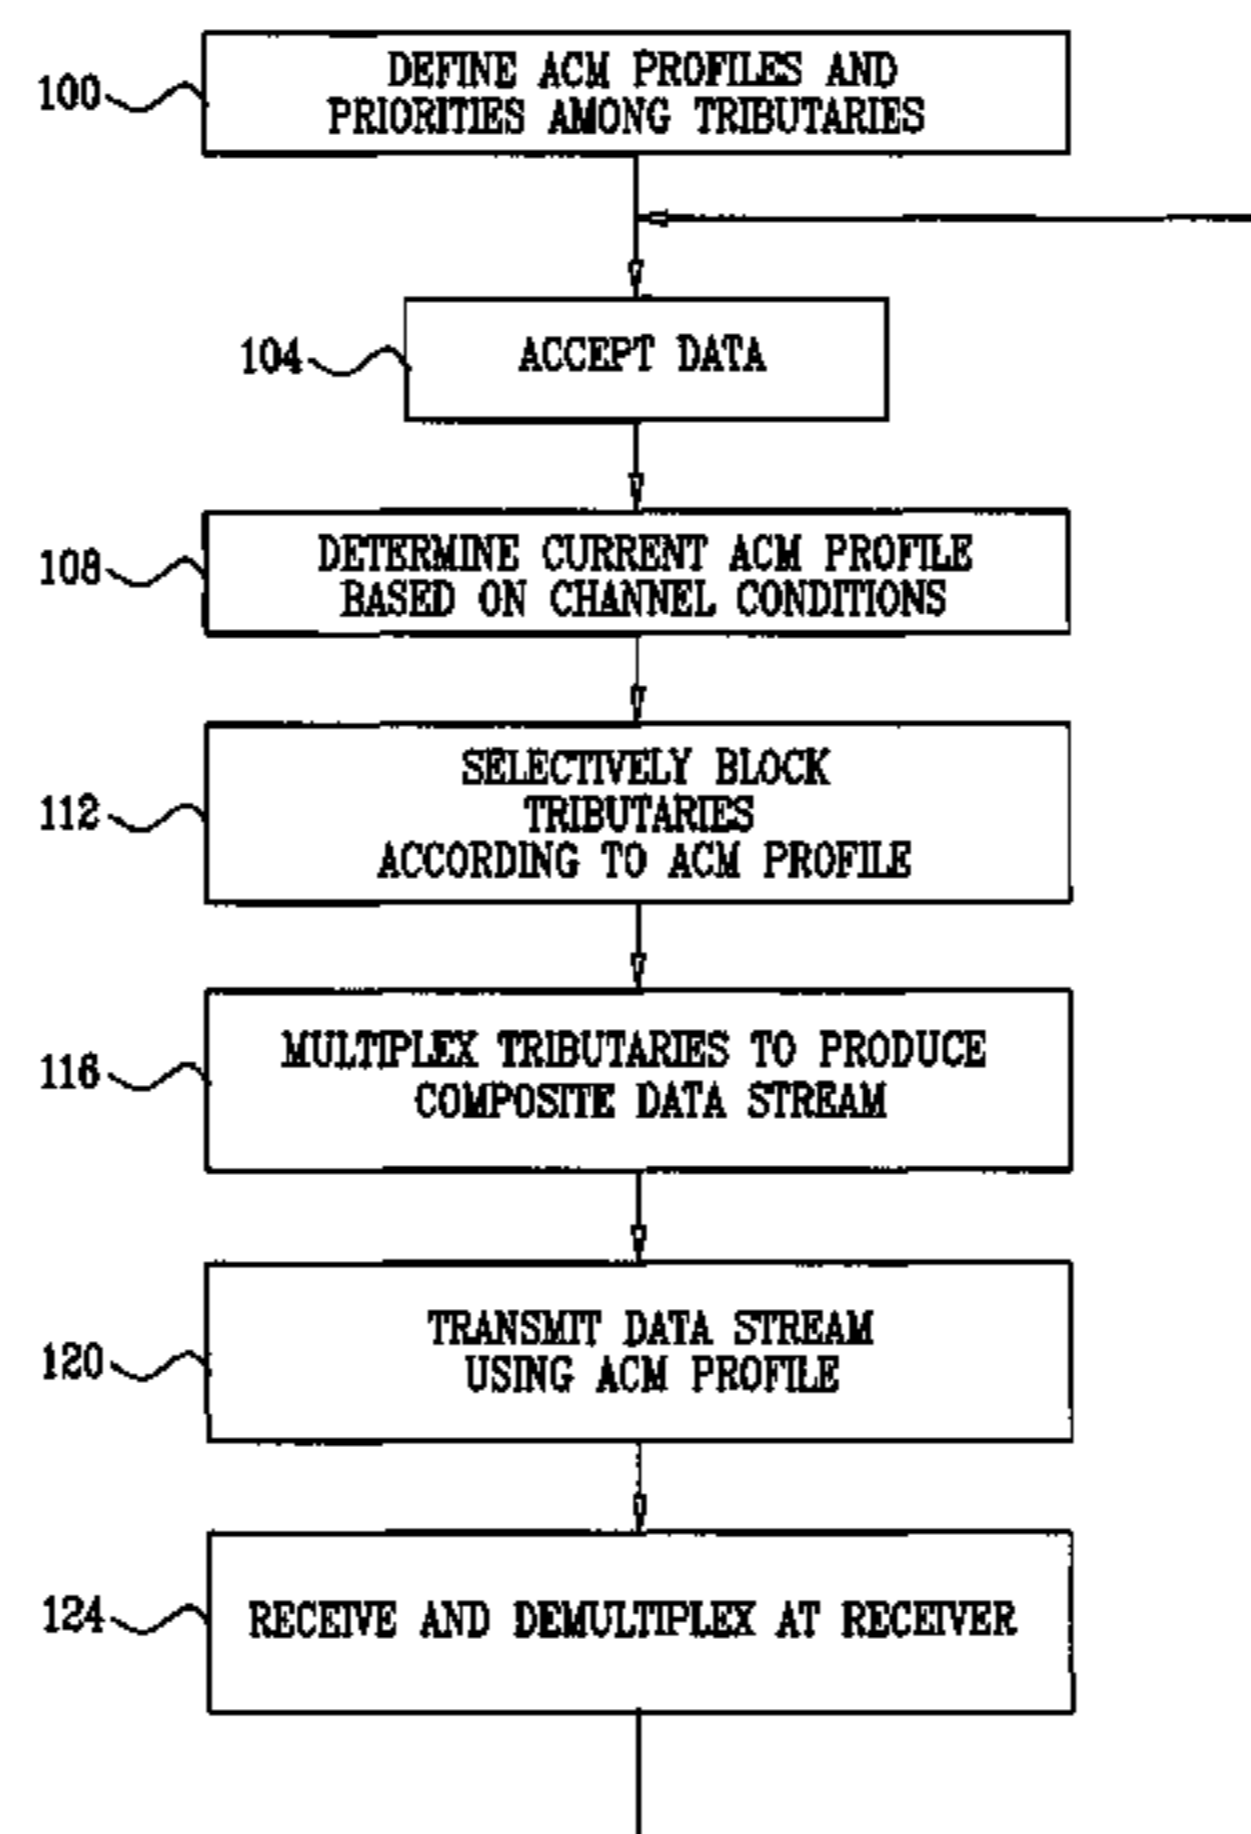 100
DEFINE ACM PROFILES AND
PRIORITIES AMONG TRIBUTARIES
104
ACCEPT DATA
108
DETERMINE CURRENT ACM PROFILE
BASED ON CHANNEL CONDITIONS
112
SELECTIVELY BLOCK
TRIBUTARIES
ACCORDING TO ACM PROFILE
116
MULTIPLEX TRIBUTARIES TO PRODUCE
COMPOSITE DATA STREAM
120
TRANSMIT DATA STREAM
USING ACM PROFILE
124
RECEIVE AND DEMULTIPLEX AT RECEIVER